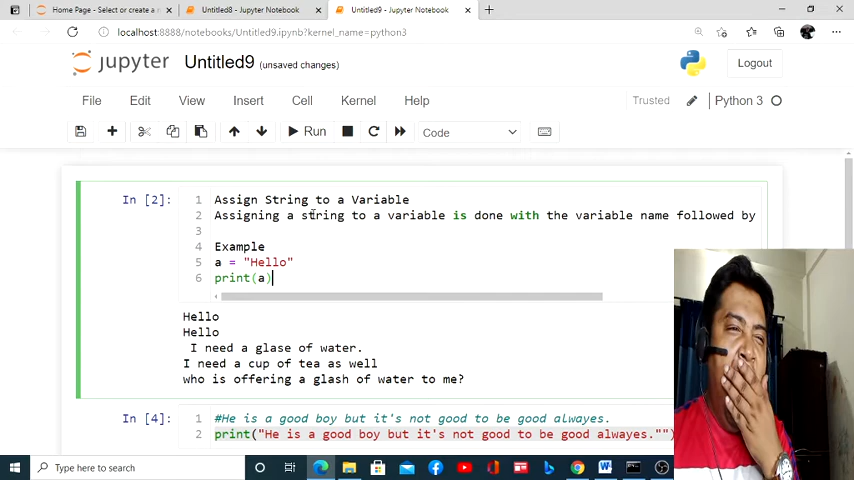 Home Page - Select or create a n
Untitled8 - Jupyter Notebook
Untitled9 - Jupyter Notebook
localhost:8888/notebooks/Untitled9.ipynb?kernel_name=python3
jupyter Untitled9 (unsaved changes)
Logout
File Edit View Insert Cell Kernel Help
Trusted
Python 3
Run
Code
In [2]:
1 Assign String to a Variable
2 Assigning a string to a variable is done with the variable name followed by
3
4 Example
5 a = "Hello"
6 print(a)
Hello
Hello
I need a glase of water.
I need a cup of tea as well
who is offering a glash of water to me?
In [4]:
1 #He is a good boy but it's not good to be good alwayes.
2 print("He is a good boy but it's not good to be good alwayes."")
Type here to search